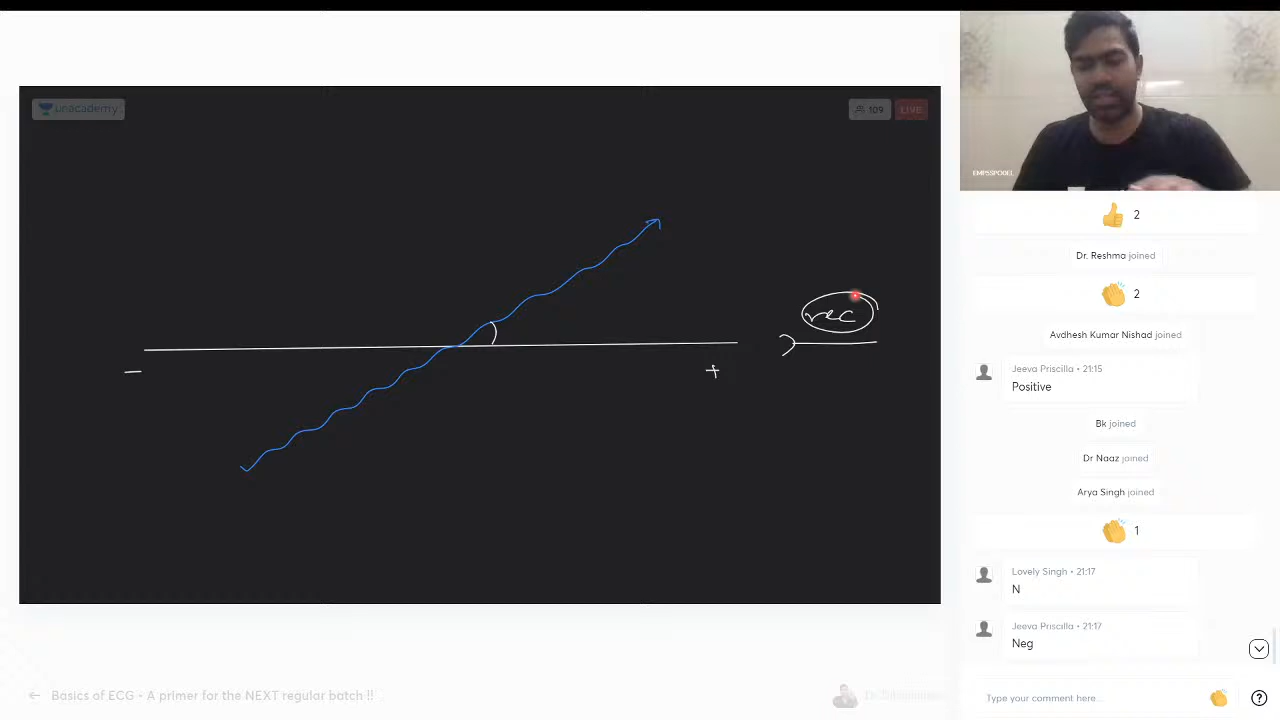 unacademy
109
LIVE
−
+
rec
Basics of ECG • A primer for the NEXT regular batch !!
EMP5SPODEL
2
Dr. Reshma joined
2
Avdhesh Kumar Nishad joined
Jeeva Priscilla • 21:15
Positive
Bk joined
Dr Naaz joined
Arya Singh joined
1
Lovely Singh • 21:17
N
Jeeva Priscilla • 21:17
Neg
Type your comment here...
?